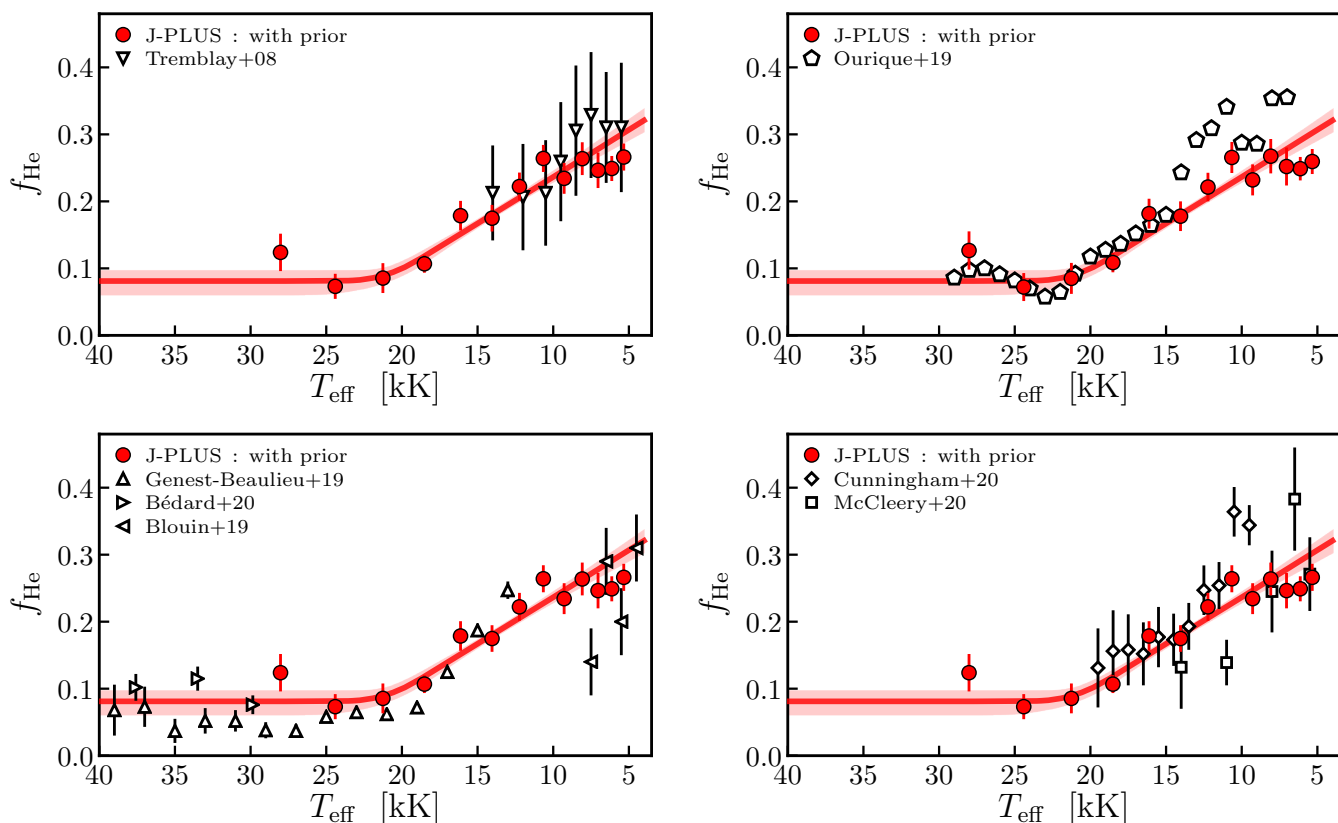 J-PLUS : with prior
Tremblay+08
0.4
0.3
0.2
0.1
0.0
f_He
40 35 30 25 20 15 10 5
T_eff [kK]
J-PLUS : with prior
Ourique+19
0.4
0.3
0.2
0.1
0.0
f_He
40 35 30 25 20 15 10 5
T_eff [kK]
J-PLUS : with prior
Genest-Beaulieu+19
Bédard+20
Blouin+19
0.4
0.3
0.2
0.1
0.0
f_He
40 35 30 25 20 15 10 5
T_eff [kK]
J-PLUS : with prior
Cunningham+20
McCleery+20
0.4
0.3
0.2
0.1
0.0
f_He
40 35 30 25 20 15 10 5
T_eff [kK]